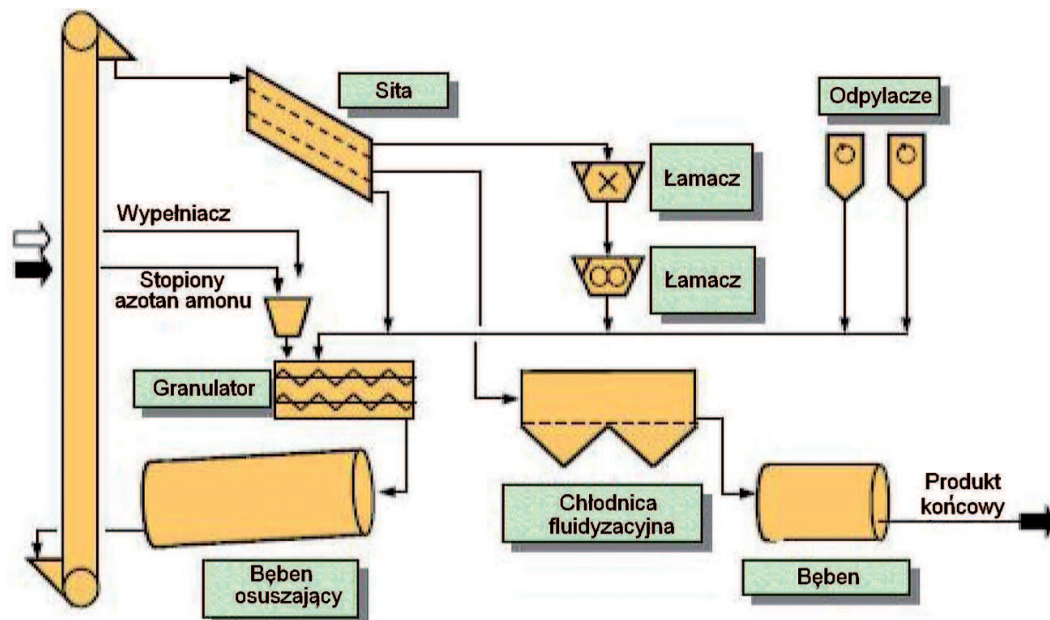 Sita
Odpylacze
Łamacz
Wypełniacz
Łamacz
Stopiony
azotan amonu
Granulator
Chłodnica
fluidyzacyjna
Produkt
końcowy
Bęben
osuszający
Bęben